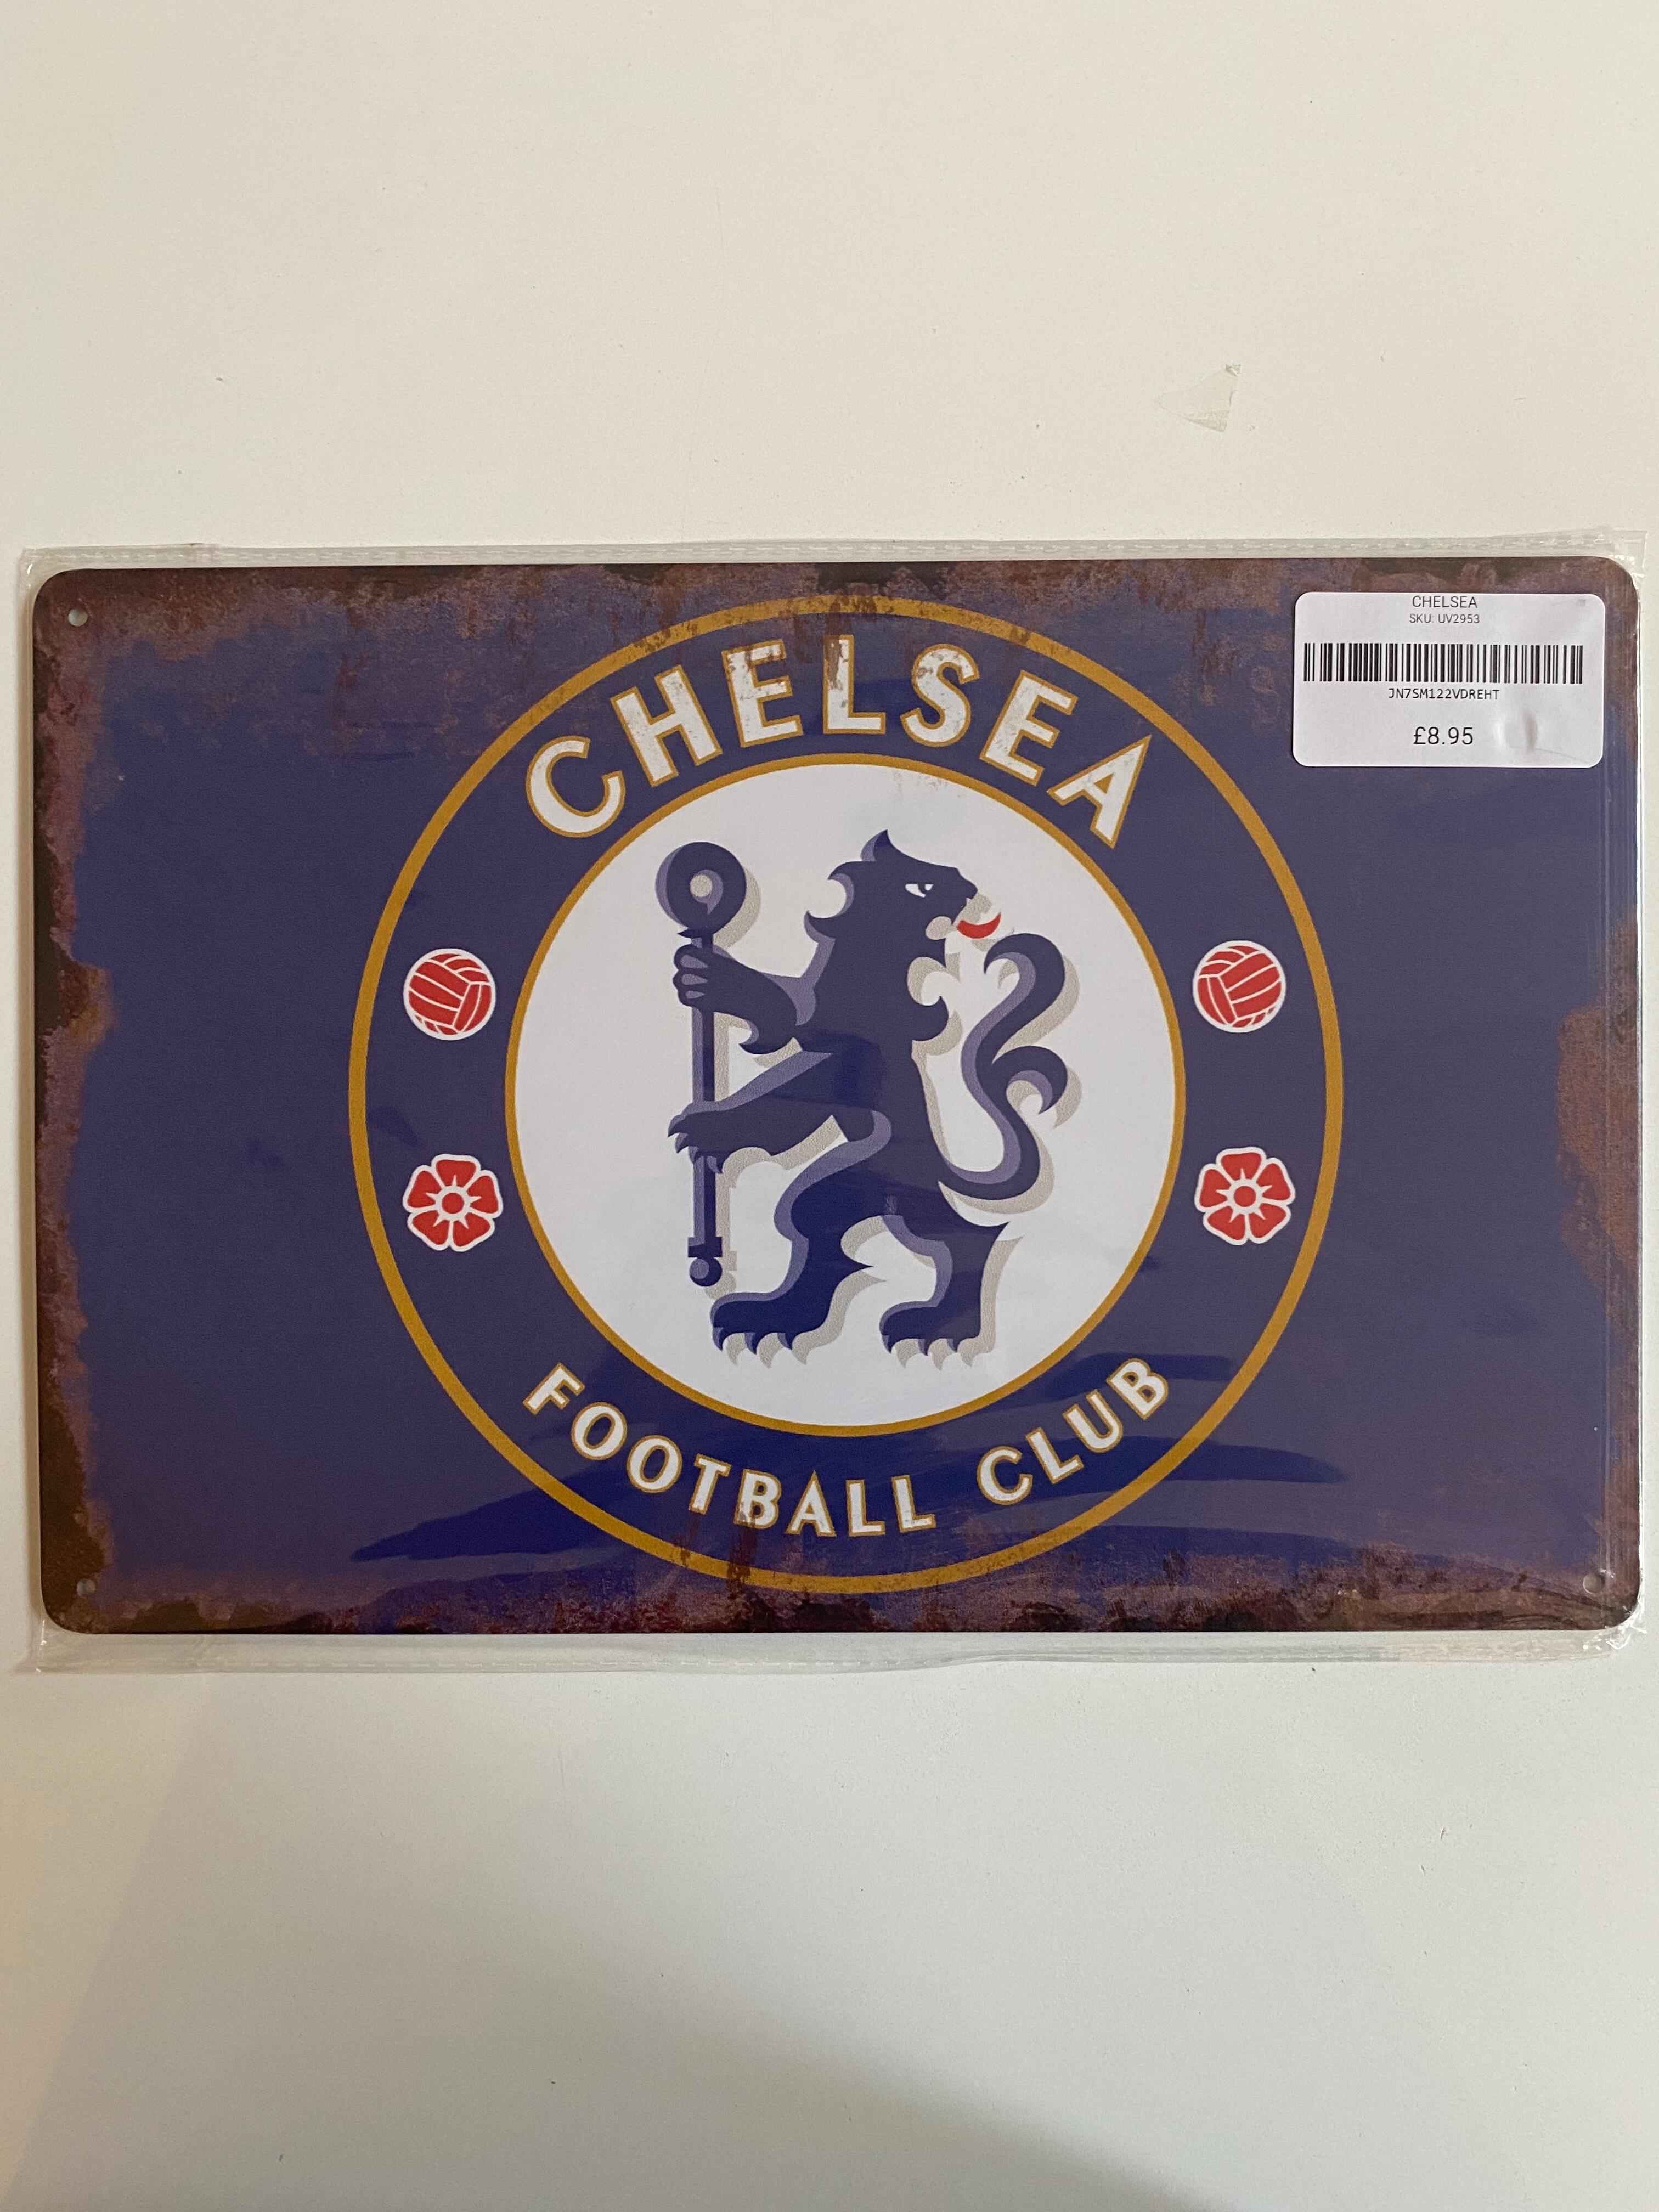 CHELSEA
SKU: UV2953
JN7SM122VDREHT
£8.95
CHELSEA
FOOTBALL CLUB